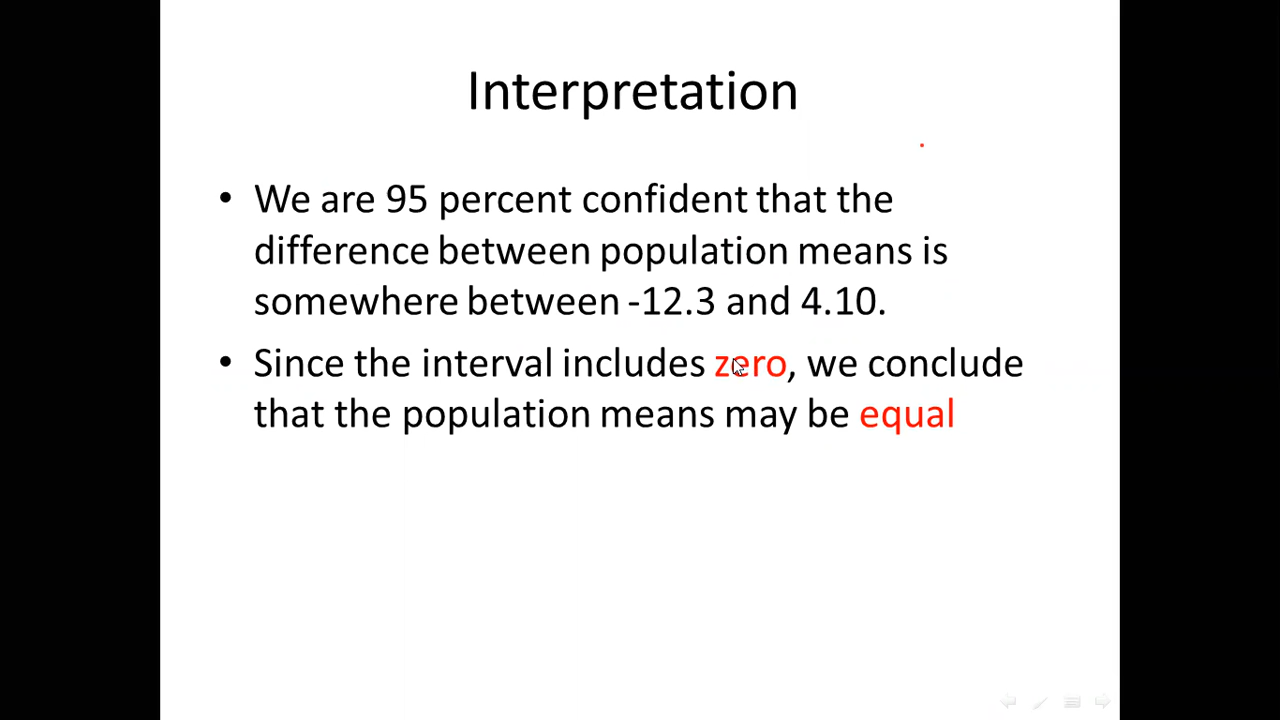 Interpretation
• We are 95 percent confident that the
difference between population means is
somewhere between -12.3 and 4.10.
• Since the interval includes zero, we conclude
that the population means may be equal